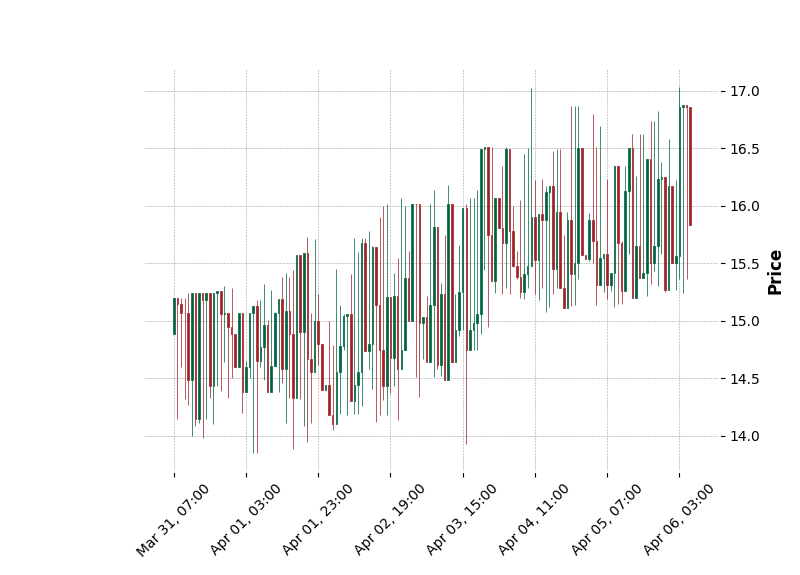 17.0
16.5
16.0
15.5
15.0
14.5
14.0
Price
Mar 31, 07:00
Apr 01, 03:00
Apr 01, 23:00
Apr 02, 19:00
Apr 03, 15:00
Apr 04, 11:00
Apr 05, 07:00
Apr 06, 03:00